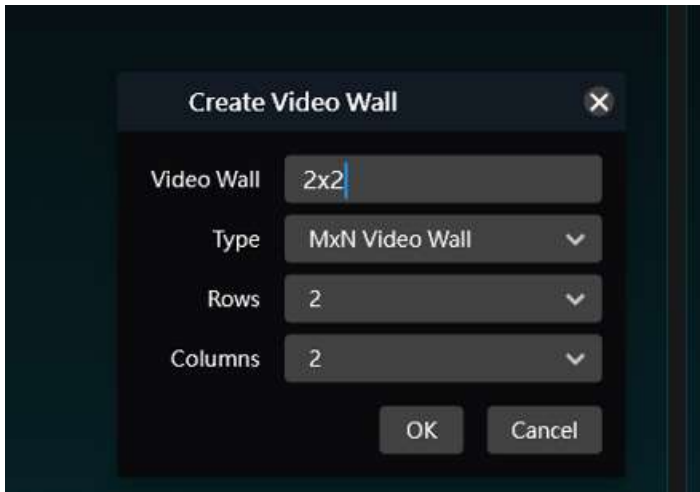 Create Video Wall
Video Wall 2x2
Type MxN Video Wall
Rows 2
Columns 2
OK Cancel